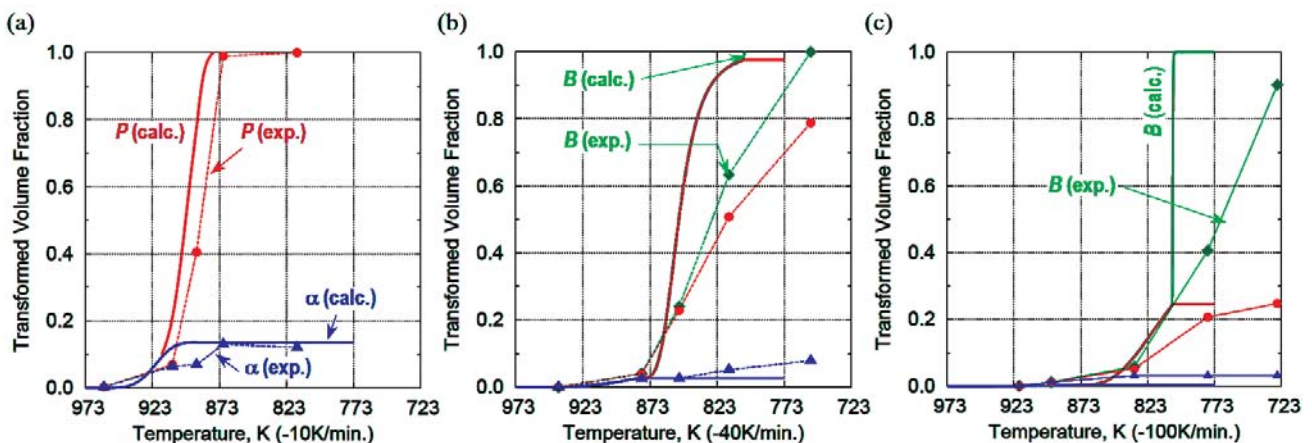 (a)
Transformed Volume Fraction
1.0
0.8
0.6
0.4
0.2
0.0
P (calc.)
P (exp.)
α (calc.)
α (exp.)
973 923 873 823 773 723
Temperature, K (-10K/min.)
(b)
Transformed Volume Fraction
1.0
0.8
0.6
0.4
0.2
0.0
B (calc.)
B (exp.)
973 923 873 823 773 723
Temperature, K (-40K/min.)
(c)
Transformed Volume Fraction
1.0
0.8
0.6
0.4
0.2
0.0
B (calc.)
B (exp.)
973 923 873 823 773 723
Temperature, K (-100K/min.)